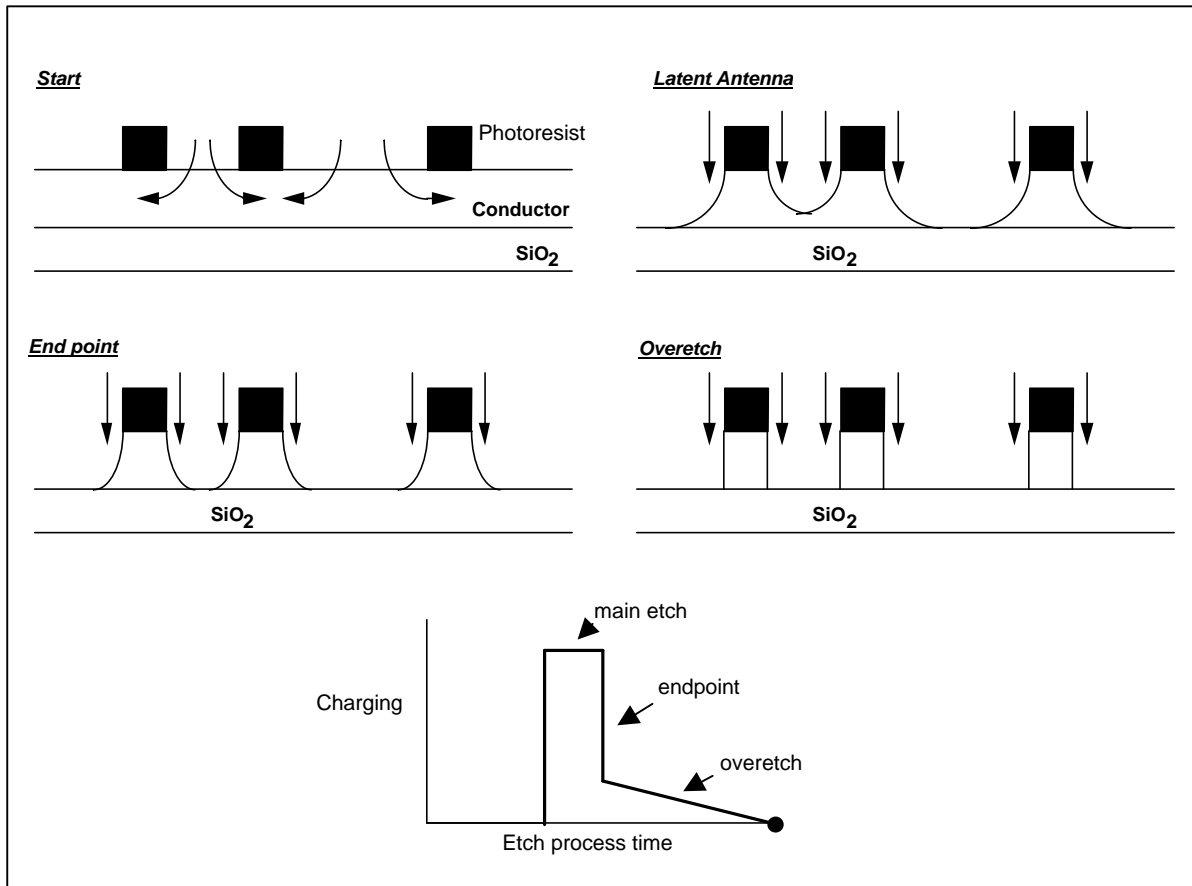 Start
Photoresist
Conductor
SiO2
Latent Antenna
SiO2
End point
SiO2
Overetch
SiO2
main etch
endpoint
overetch
Charging
Etch process time